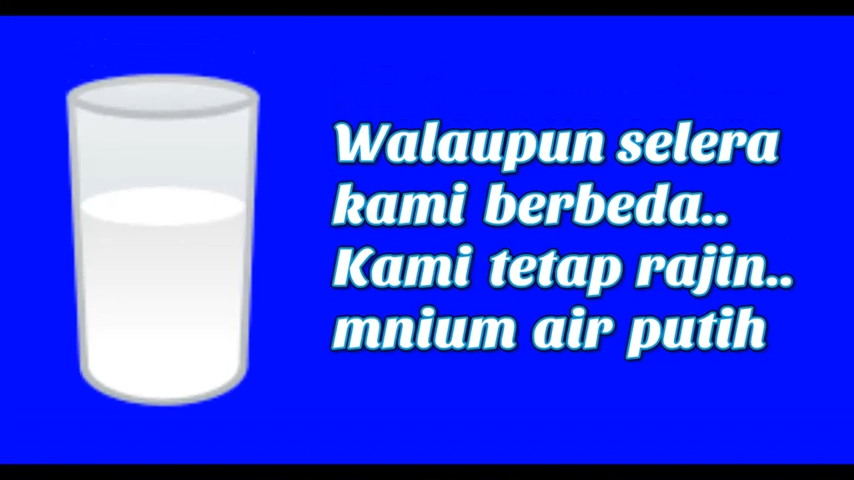 Walaupun selera
kami berbeda..
Kami tetap rajin..
mnium air putih